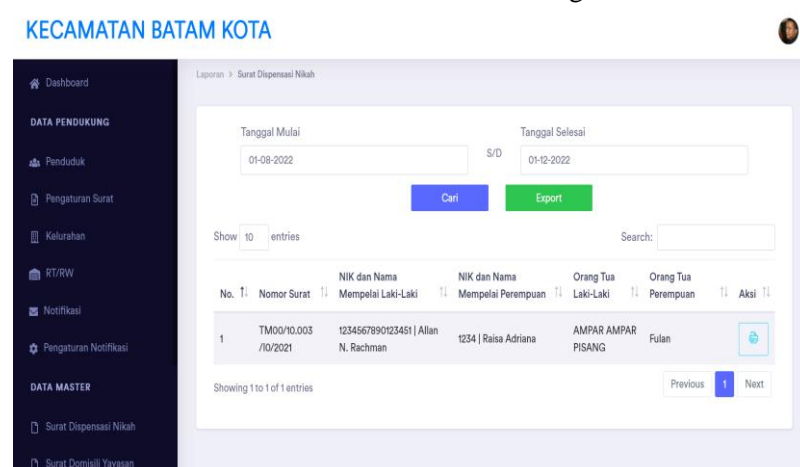 KECAMATAN BATAM KOTA
Dashboard
DATA PENDUKUNG
Penduduk
Pengaturan Surat
Kelurahan
RT/RW
Notifikasi
Pengaturan Notifikasi
DATA MASTER
Surat Dispensasi Nikah
Surat Domisili Yayasan
Laporan > Surat Dispensasi Nikah
Tanggal Mulai
Tanggal Selesai
01-08-2022
S/D
01-12-2022
Cari
Export
Show 10 entries
Search:
No.
Nomor Surat
NIK dan Nama
Mempelai Laki-Laki
NIK dan Nama
Mempelai Perempuan
Orang Tua
Laki-Laki
Orang Tua
Perempuan
Aksi
1
TM00/10.003
/10/2021
1234567890123451 | Allan
N. Rachman
1234 | Raisa Adriana
AMPAR AMPAR
PISANG
Fulan
Showing 1 to 1 of 1 entries
Previous
1
Next